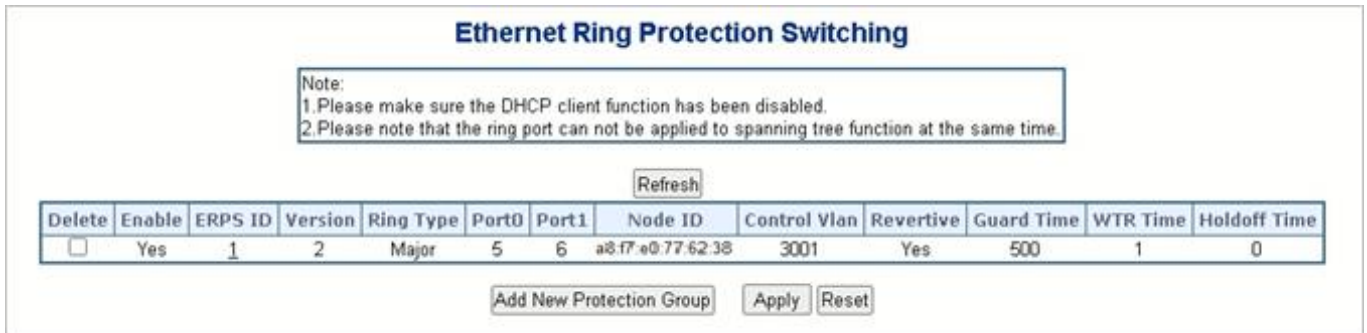 Ethernet Ring Protection Switching
Note:
1.Please make sure the DHCP client function has been disabled.
2.Please note that the ring port can not be applied to spanning tree function at the same time.
Refresh
Delete Enable ERPS ID Version Ring Type Port0 Port1 Node ID Control Vlan Revertive Guard Time WTR Time Holdoff Time
Yes 1 2 Major 5 6 a8:f7:e0:77:62:38 3001 Yes 500 1 0
Add New Protection Group Apply Reset